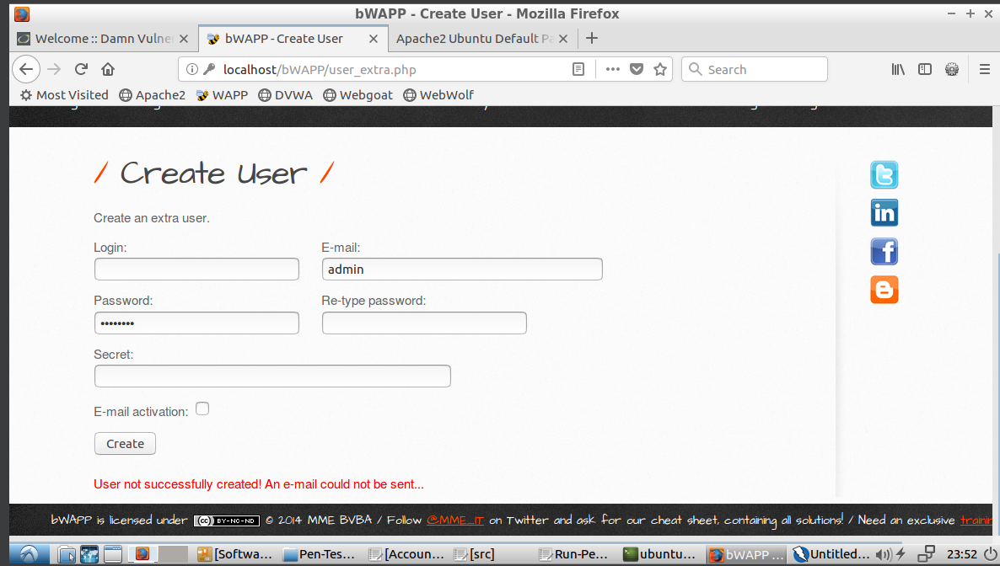 bWAPP - Create User - Mozilla Firefox
Welcome :: Damn Vulne
bWAPP - Create User
Apache2 Ubuntu Default Pa
localhost/bWAPP/user_extra.php
Search
Most Visited Apache2 WAPP DVWA Webgoat WebWolf
/ Create User /
Create an extra user.
Login: E-mail:
admin
Password: Re-type password:
••••••••
Secret:
E-mail activation:
Create
User not successfully created! An e-mail could not be sent...
bWAPP is licensed under (cc) BY-NC-ND © 2014 MME BVBA / Follow @MME_IT on Twitter and ask for our cheat sheet, containing all solutions! / Need an exclusive trainin
[Softwa... Pen-Tes... [Accoun... [src] Run-Pe... ubuntu... bWAPP ... Untitled... 23:52